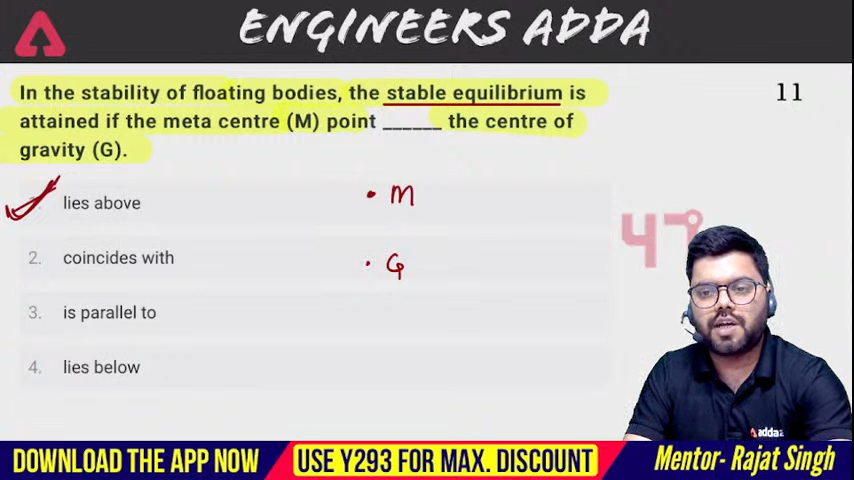 ENGINEERS ADDA
In the stability of floating bodies, the stable equilibrium is
attained if the meta centre (M) point ______ the centre of
gravity (G).
11
lies above
• M
2. coincides with
• G
3. is parallel to
4. lies below
adda
DOWNLOAD THE APP NOW
USE Y293 FOR MAX. DISCOUNT
Mentor- Rajat Singh